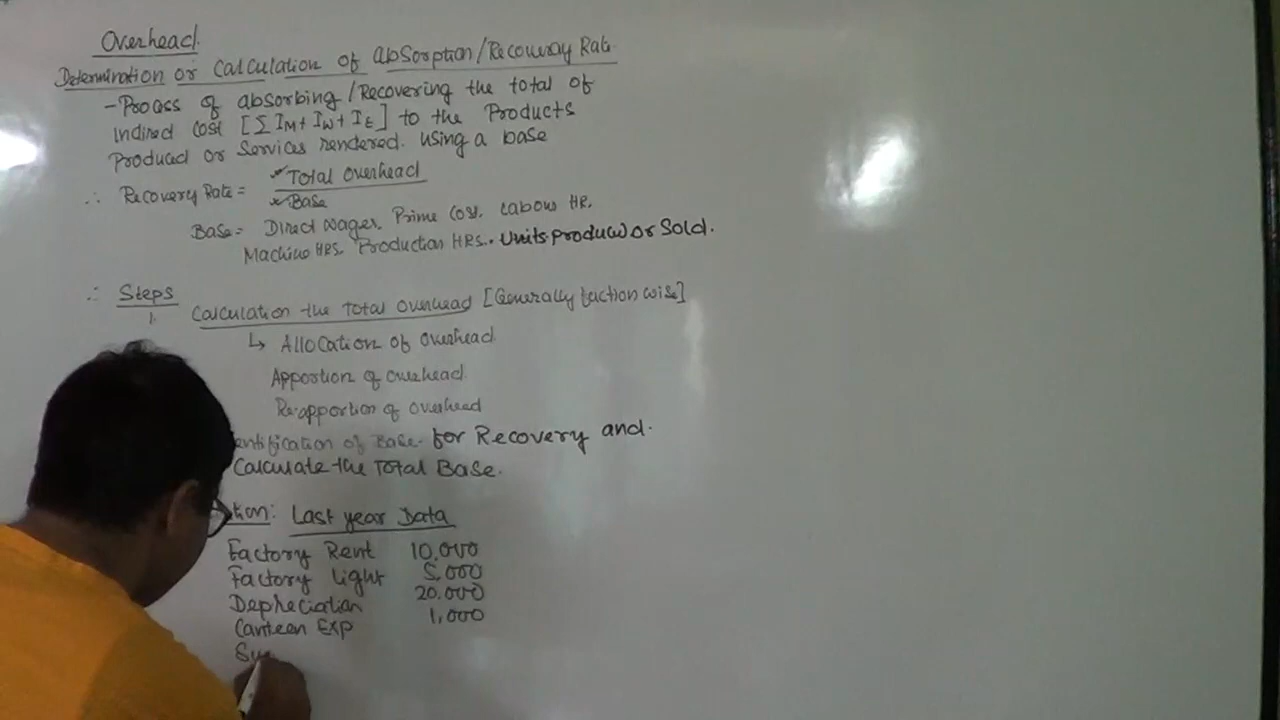 Overhead.
Determination or Calculation of Absorption/Recovery Rate
- Process of absorbing/Recovering the total of
Indirect Cost [Σ IM + IW + IE] to the Products
Produced or Services rendered. using a base
∴ Recovery Rate = Total overhead
Base
Base = Direct Wages, Prime Cost, Labour HR,
Machine HRS, Production HRS, Units Produced or Sold.
∴ Steps
1. Calculation the Total Overhead [Generally faction wise]
↳ Allocation of overhead
Apportion of overhead
Re-apportion of overhead
entification of Base for Recovery and.
Calculate the Total Base.
tion: Last year Data
Factory Rent 10,000
Factory light 5,000
Depreciation 20,000
Canteen Exp 1,000
Su